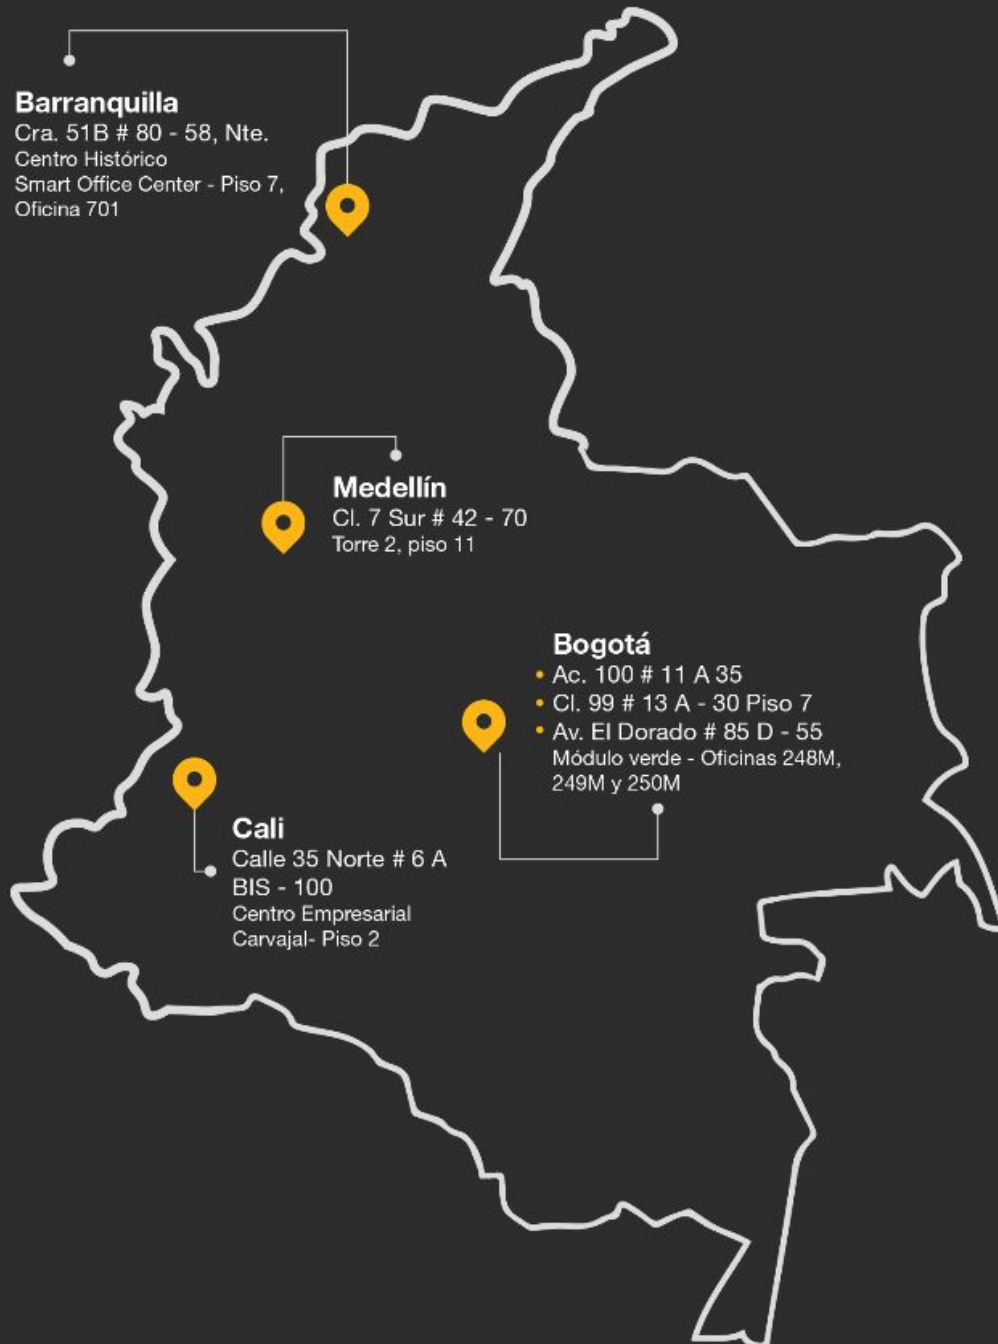 Barranquilla
Cra. 51B # 80 - 58, Nte.
Centro Histórico
Smart Office Center - Piso 7,
Oficina 701
Medellín
Cl. 7 Sur # 42 - 70
Torre 2, piso 11
Bogotá
• Ac. 100 # 11 A 35
• Cl. 99 # 13 A - 30 Piso 7
• Av. El Dorado # 85 D - 55
Módulo verde - Oficinas 248M,
249M y 250M
Cali
Calle 35 Norte # 6 A
BIS - 100
Centro Empresarial
Carvajal- Piso 2